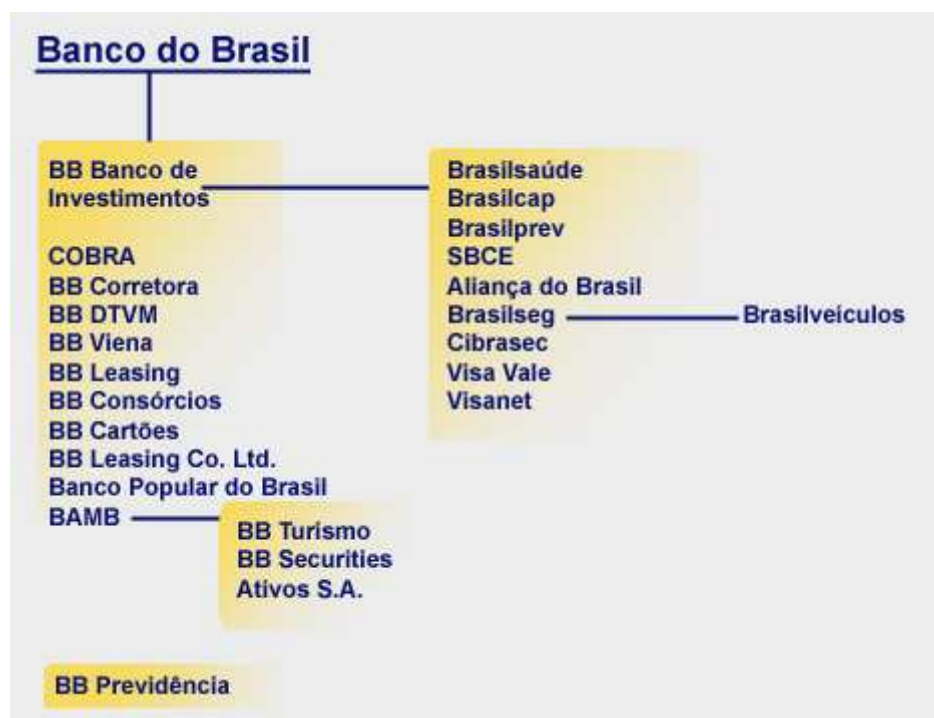 Banco do Brasil
BB Banco de
Investimentos
COBRA
BB Corretora
BB DTVM
BB Viena
BB Leasing
BB Consórcios
BB Cartões
BB Leasing Co. Ltd.
Banco Popular do Brasil
BAMB
BB Turismo
BB Securities
Ativos S.A.
Brasilsaúde
Brasilcap
Brasilprev
SBCE
Aliança do Brasil
Brasilseg
Cibrasec
Visa Vale
Visanet
Brasilveículos
BB Previdência